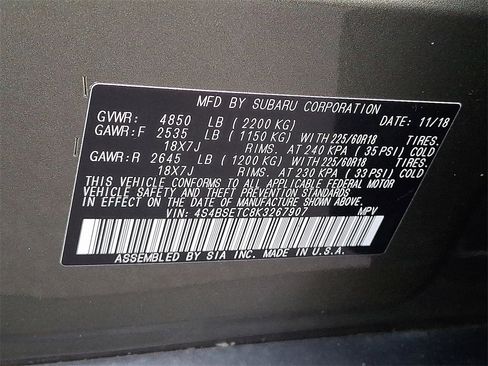 MFD BY SUBARU CORPORATION
GVWR: 4850 LB (2200 KG) DATE: 11/18
GAWR:F 2535 LB (1150 KG) WITH 225/60R18 TIRES.
18X7J RIMS. AT 240 KPA (35 PSI) COLD
GAWR:R 2645 LB (1200 KG) WITH 225/60R18 TIRES.
18X7J RIMS. AT 230 KPA (33 PSI) COLD
THIS VEHICLE CONFORMS TO ALL APPLICABLE FEDERAL MOTOR
VEHICLE SAFETY AND THEFT PREVENTION STANDARDS IN EFFECT
ON THE DATE OF MANUFACTURE SHOWN ABOVE.
VIN: 4S4BSETC8K3267907 MPV
ASSEMBLED BY SIA INC. MADE IN U.S.A.